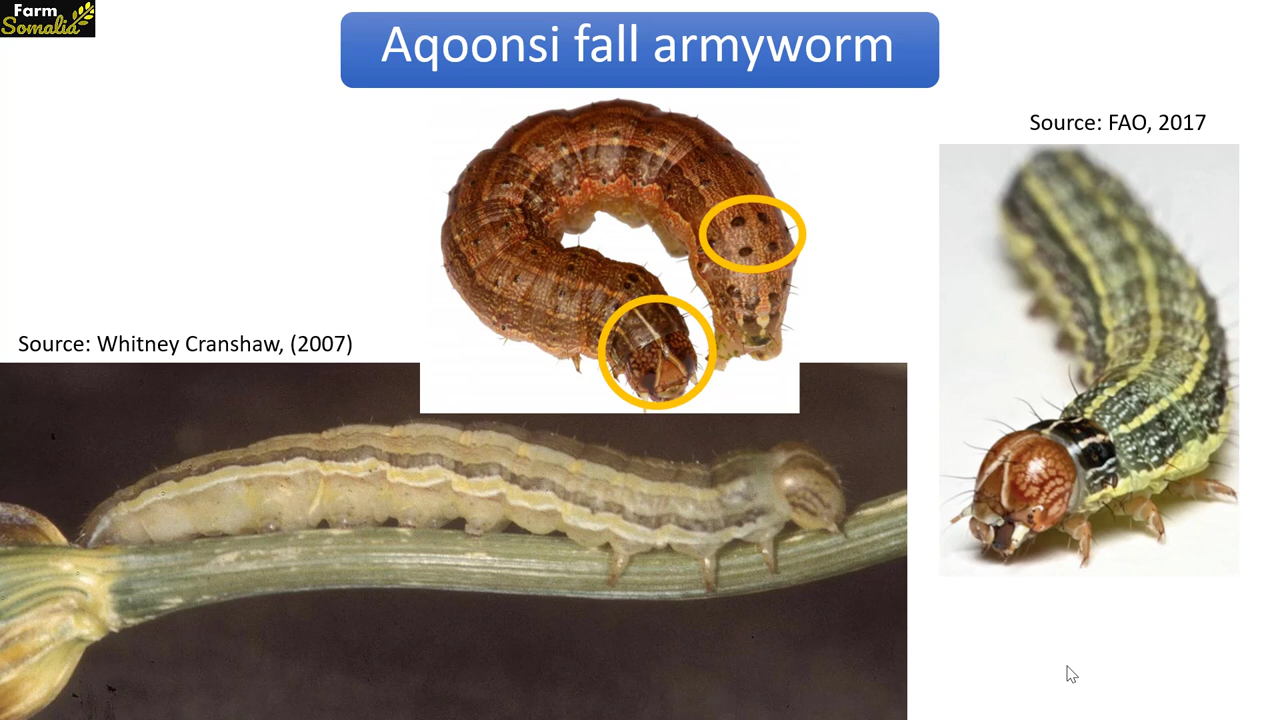 Farm
Somalia
Aqoonsi fall armyworm
Source: FAO, 2017
Source: Whitney Cranshaw, (2007)